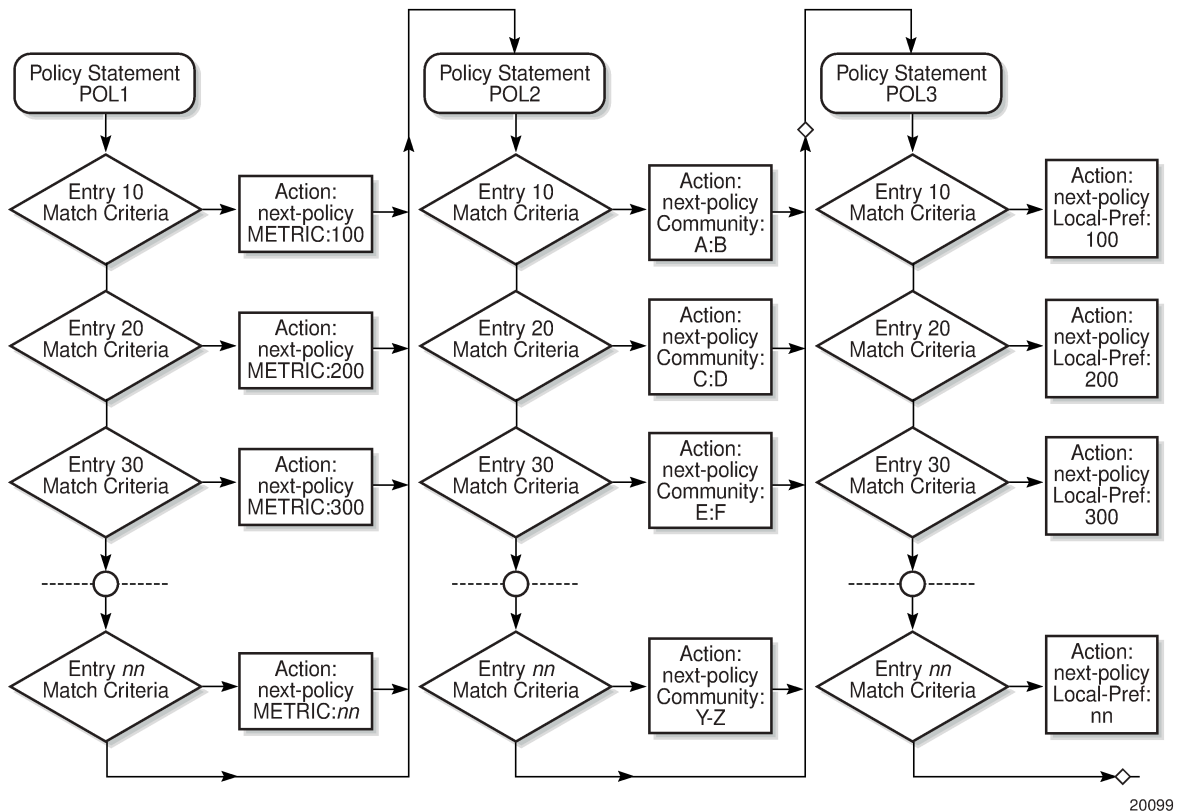 Policy Statement
POL1
Entry 10
Match Criteria
Action:
next-policy
METRIC:100
Entry 20
Match Criteria
Action:
next-policy
METRIC:200
Entry 30
Match Criteria
Action:
next-policy
METRIC:300
Entry nn
Match Criteria
Action:
next-policy
METRIC:nn
Policy Statement
POL2
Entry 10
Match Criteria
Action:
next-policy
Community:
A:B
Entry 20
Match Criteria
Action:
next-policy
Community:
C:D
Entry 30
Match Criteria
Action:
next-policy
Community:
E:F
Entry nn
Match Criteria
Action:
next-policy
Community:
Y-Z
Policy Statement
POL3
Entry 10
Match Criteria
Action:
next-policy
Local-Pref:
100
Entry 20
Match Criteria
Action:
next-policy
Local-Pref:
200
Entry 30
Match Criteria
Action:
next-policy
Local-Pref:
300
Entry nn
Match Criteria
Action:
next-policy
Local-Pref:
nn
20099